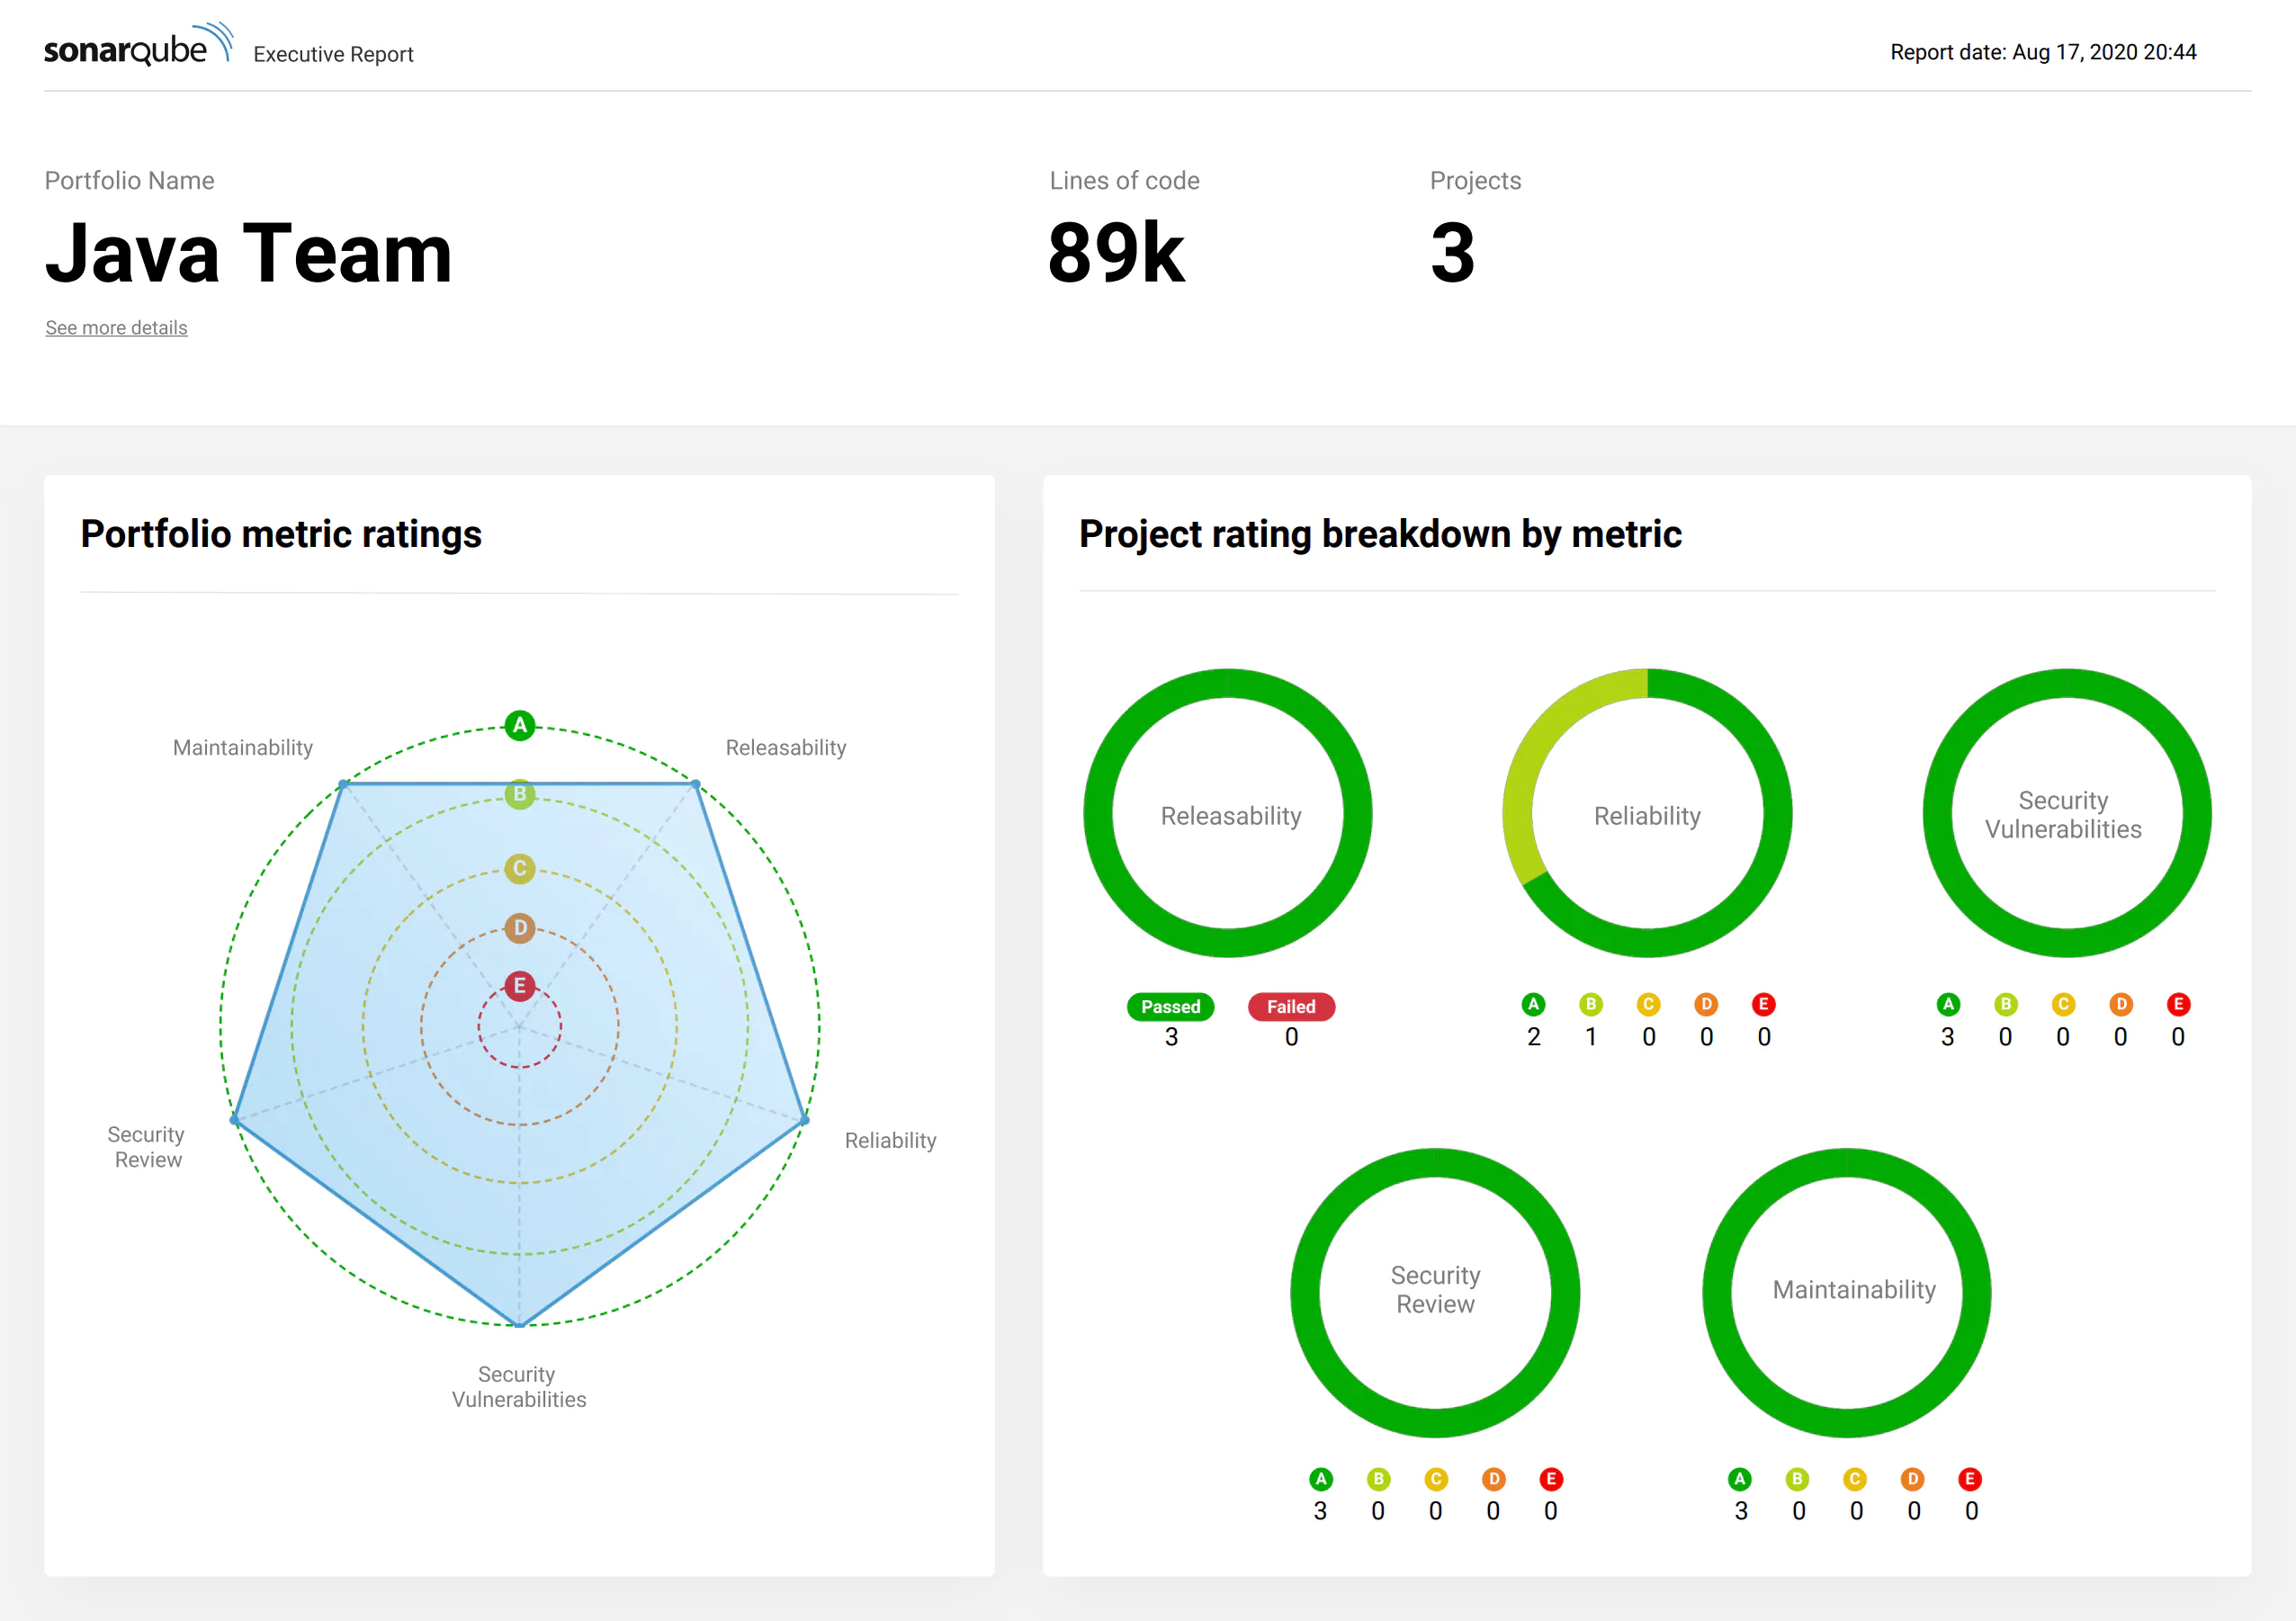 sonarqube Executive Report
Report date: Aug 17, 2020 20:44
Portfolio Name
Java Team
See more details
Lines of code
89k
Projects
3
Portfolio metric ratings
A
B
C
D
E
Maintainability
Releasability
Security
Review
Reliability
Security
Vulnerabilities
Project rating breakdown by metric
Releasability
Passed Failed
3 0
Reliability
A B C D E
2 1 0 0 0
Security
Vulnerabilities
A B C D E
3 0 0 0 0
Security
Review
A B C D E
3 0 0 0 0
Maintainability
A B C D E
3 0 0 0 0